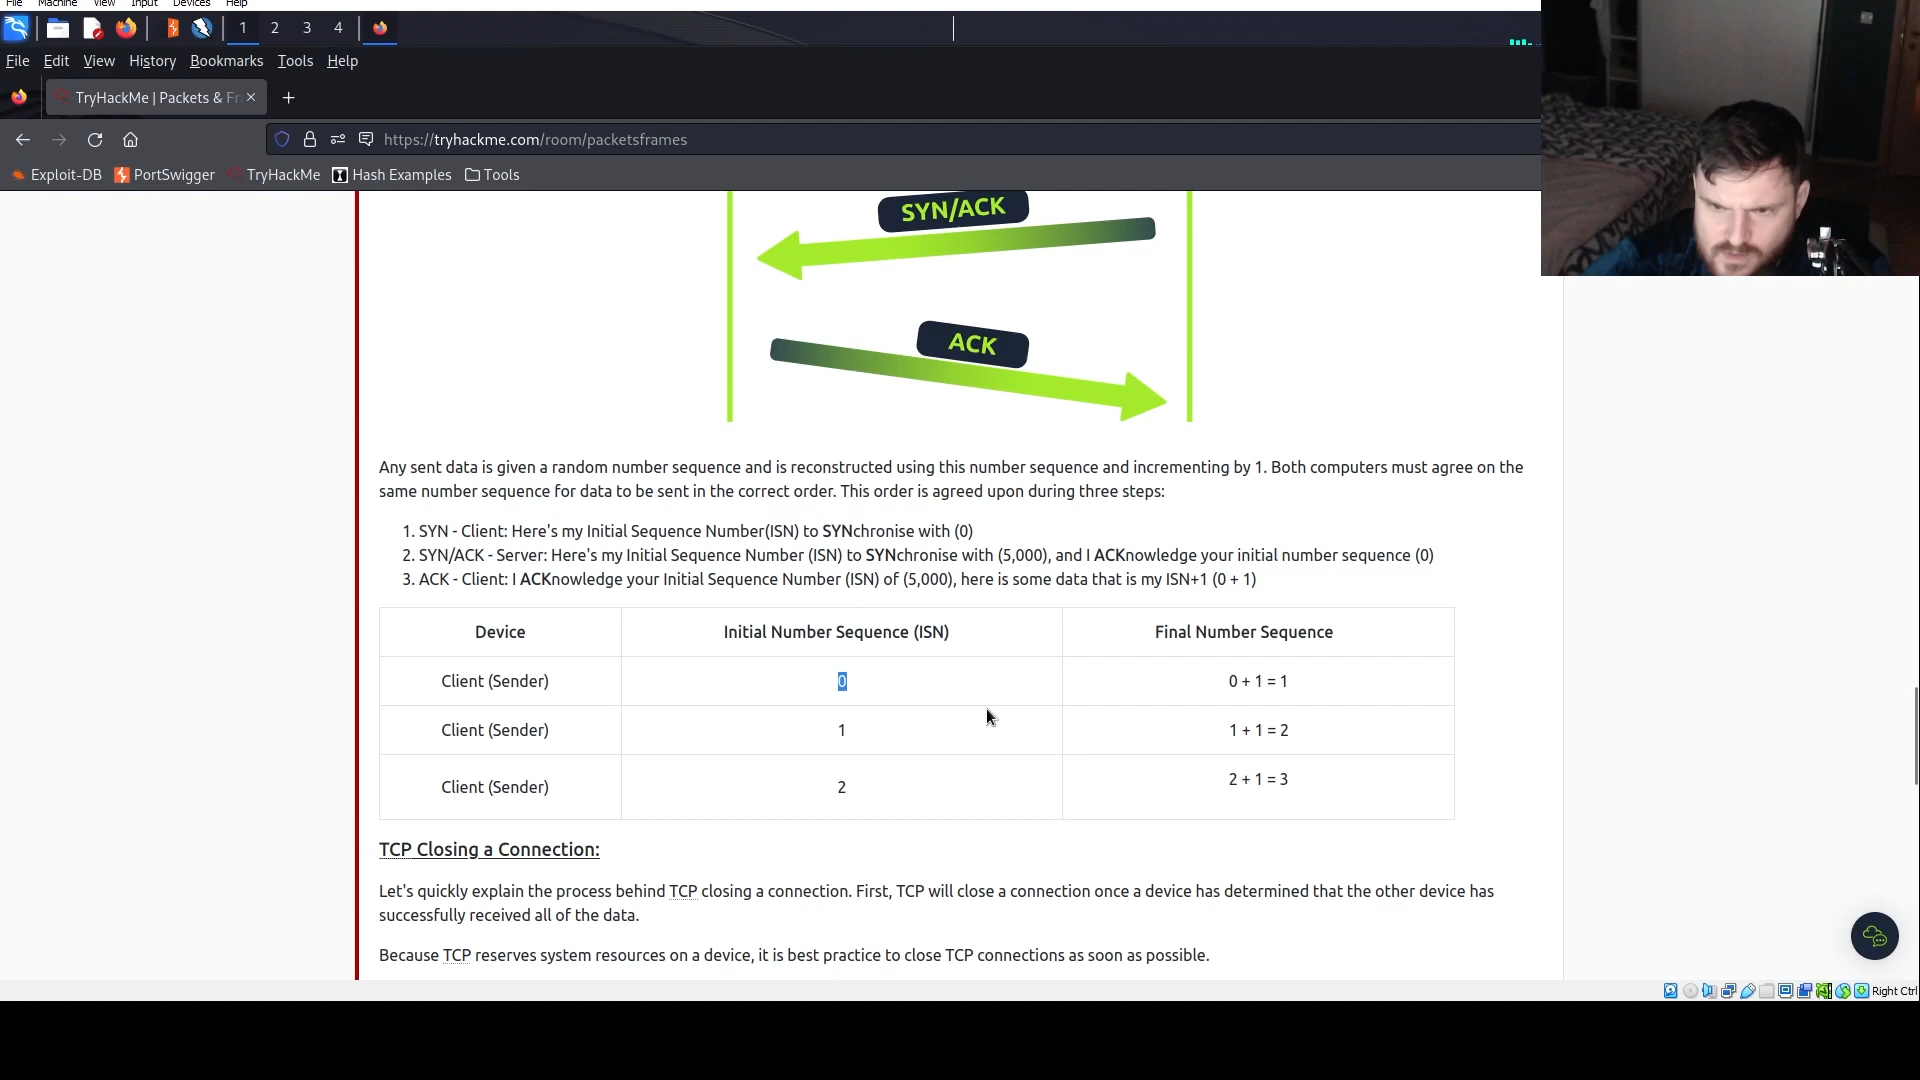 File Machine View Input Devices Help
1 2 3 4
File Edit View History Bookmarks Tools Help
TryHackMe | Packets & Fr
https://tryhackme.com/room/packetsframes
Exploit-DB PortSwigger TryHackMe Hash Examples Tools
SYN/ACK
ACK
Any sent data is given a random number sequence and is reconstructed using this number sequence and incrementing by 1. Both computers must agree on the
same number sequence for data to be sent in the correct order. This order is agreed upon during three steps:
1. SYN - Client: Here's my Initial Sequence Number(ISN) to SYNchronise with (0)
2. SYN/ACK - Server: Here's my Initial Sequence Number (ISN) to SYNchronise with (5,000), and I ACKnowledge your initial number sequence (0)
3. ACK - Client: I ACKnowledge your Initial Sequence Number (ISN) of (5,000), here is some data that is my ISN+1 (0 + 1)
Device Initial Number Sequence (ISN) Final Number Sequence
Client (Sender) 0 0 + 1 = 1
Client (Sender) 1 1 + 1 = 2
Client (Sender) 2 2 + 1 = 3
TCP Closing a Connection:
Let's quickly explain the process behind TCP closing a connection. First, TCP will close a connection once a device has determined that the other device has
successfully received all of the data.
Because TCP reserves system resources on a device, it is best practice to close TCP connections as soon as possible.
Right Ctrl